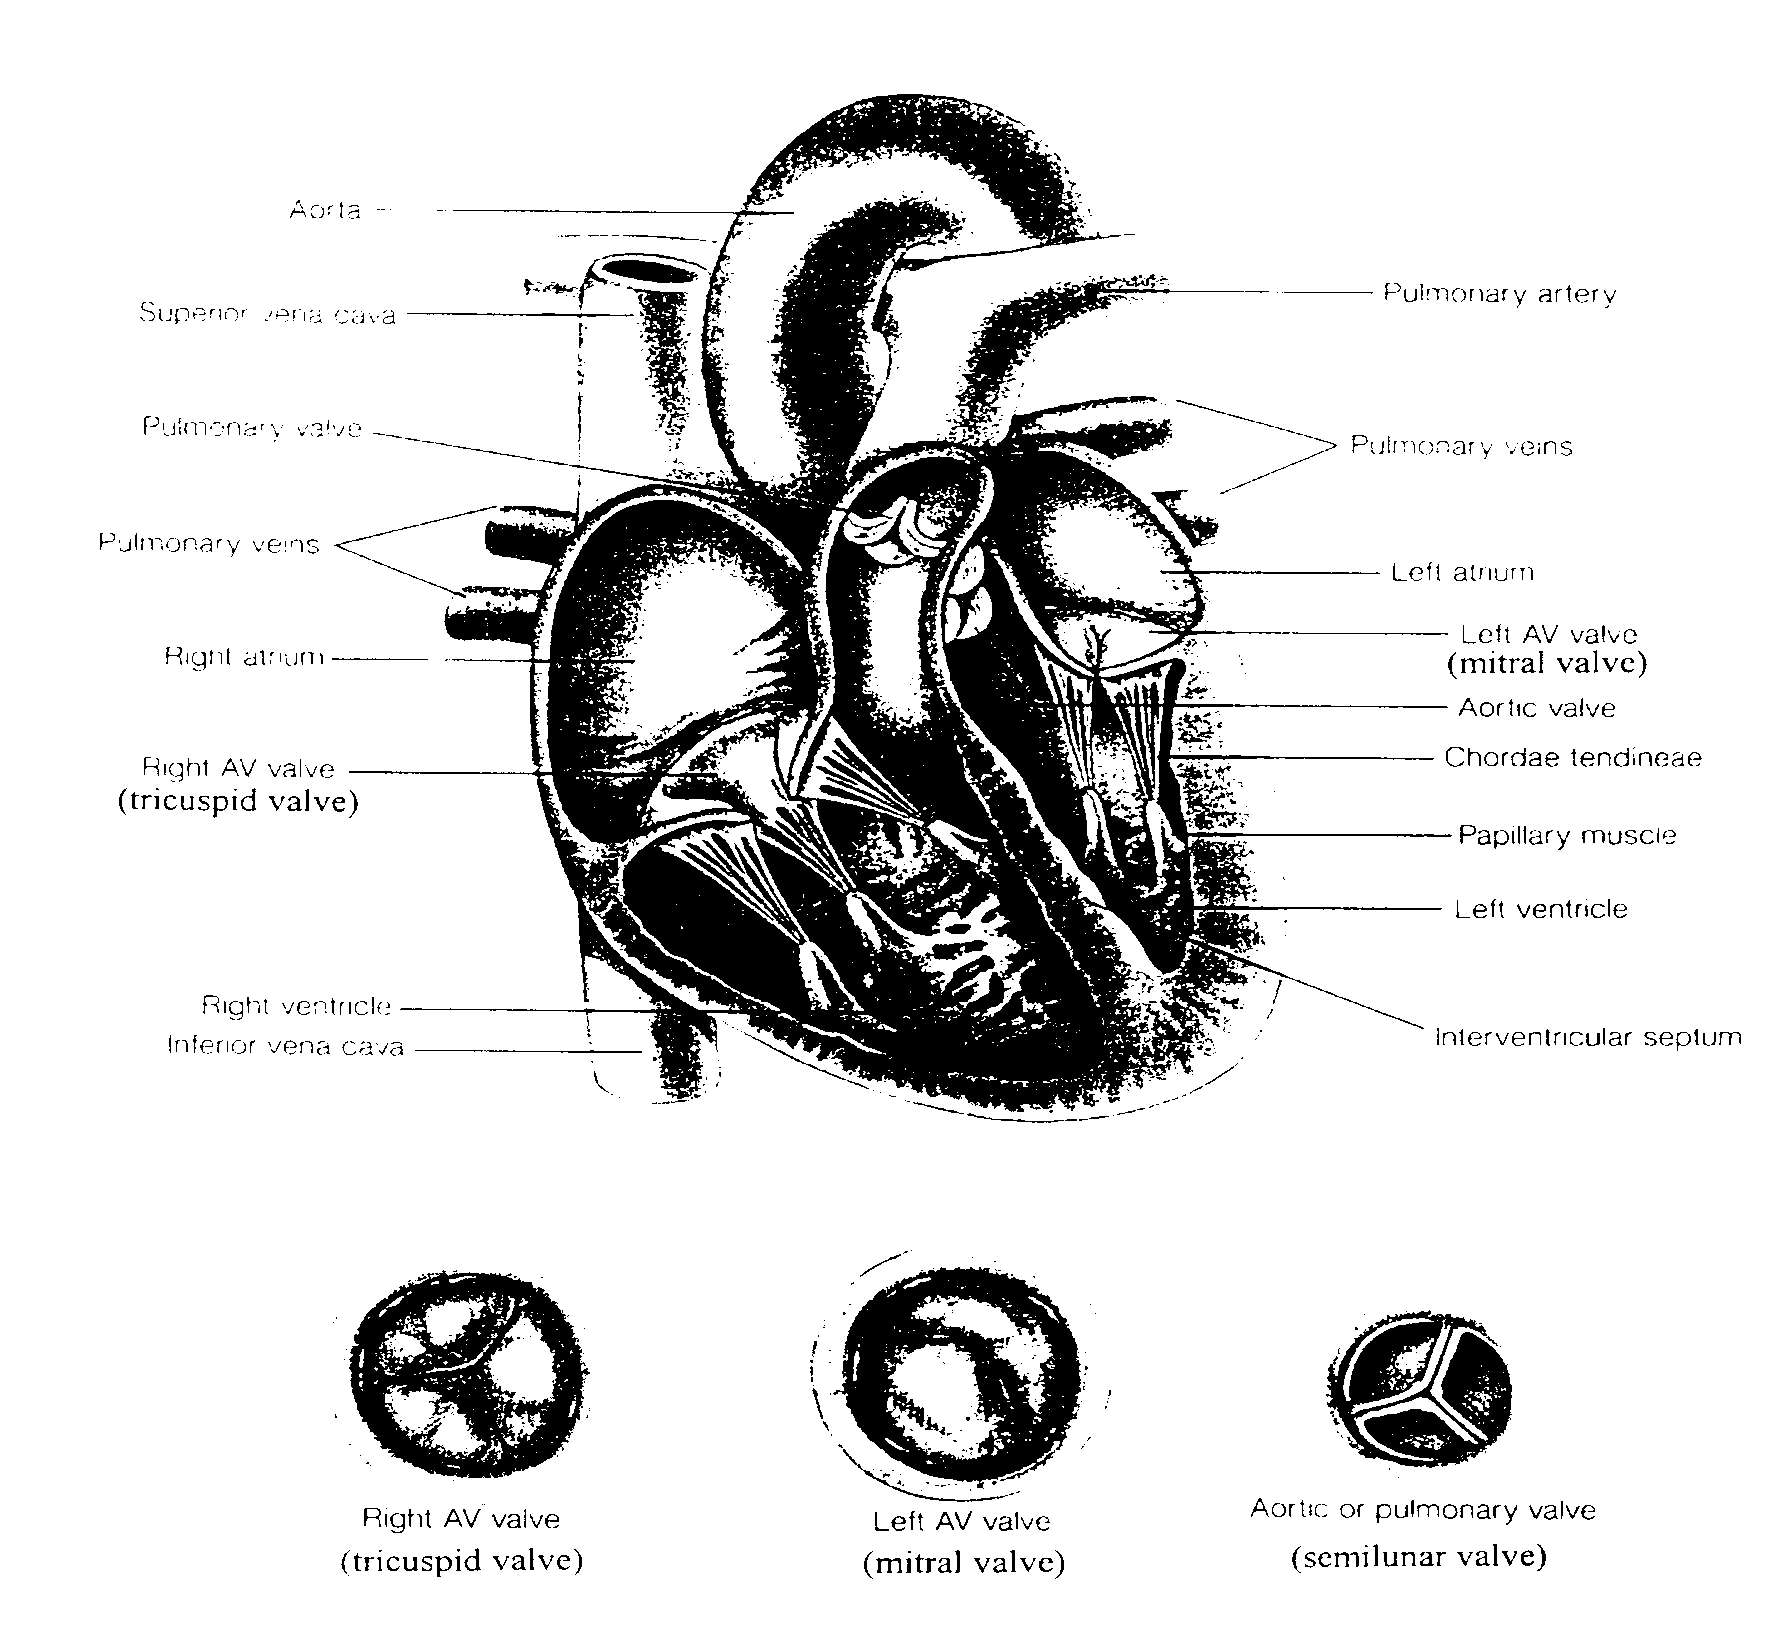 Aorta
Superior vena cava
Pulmonary artery
Pulmonary valve
Pulmonary veins
Pulmonary veins
Left atrium
Left AV valve
(mitral valve)
Right atrium
Aortic valve
Chordae tendineae
Right AV valve
(tricuspid valve)
Papillary muscle
Left ventricle
Right ventricle
Inferior vena cava
Interventricular septum
Right AV valve
(tricuspid valve)
Left AV valve
(mitral valve)
Aortic or pulmonary valve
(semilunar valve)